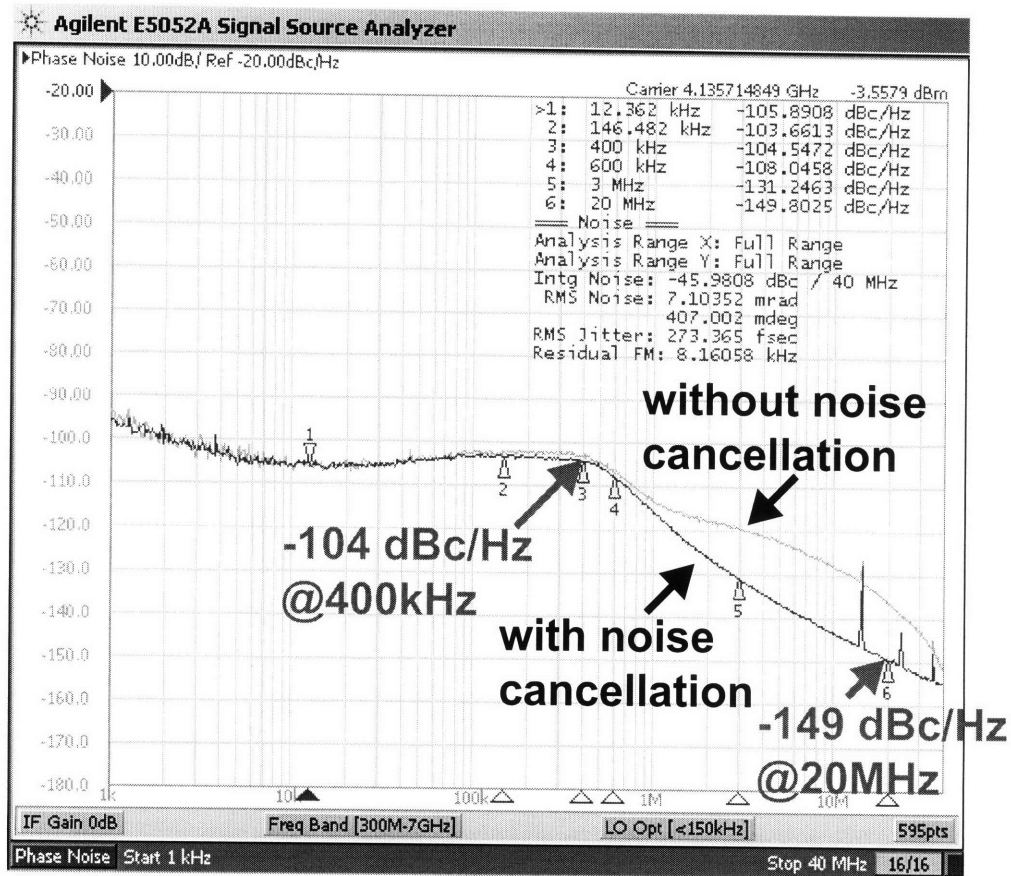 Agilent E5052A Signal Source Analyzer
Phase Noise 10.00dB/ Ref -20.00dBc/Hz
-20.00
Carrier 4.135714849 GHz -3.5579 dBm
>1: 12.362 kHz -105.8908 dBc/Hz
2: 146.482 kHz -103.6613 dBc/Hz
3: 400 kHz -104.5472 dBc/Hz
4: 600 kHz -108.0458 dBc/Hz
5: 3 MHz -131.2463 dBc/Hz
6: 20 MHz -149.8025 dBc/Hz
Noise
Analysis Range X: Full Range
Analysis Range Y: Full Range
Intg Noise: -45.9808 dBc / 40 MHz
RMS Noise: 7.10352 mrad
407.002 mdeg
RMS Jitter: 273.365 fsec
Residual FM: 8.16058 kHz
-30.00
-40.00
-50.00
-60.00
-70.00
-80.00
-90.00
-100.0
-110.0
-120.0
-130.0
-140.0
-150.0
-160.0
-170.0
-180.0
without noise
cancellation
1
2
3
4
-104 dBc/Hz
@400kHz
5
with noise
cancellation
6
-149 dBc/Hz
@20MHz
1k 10k 100k 1M 10M
IF Gain 0dB Freq Band [300M-7GHz] LO Opt [<150kHz] 595pts
Phase Noise Start 1 kHz Stop 40 MHz 16/16